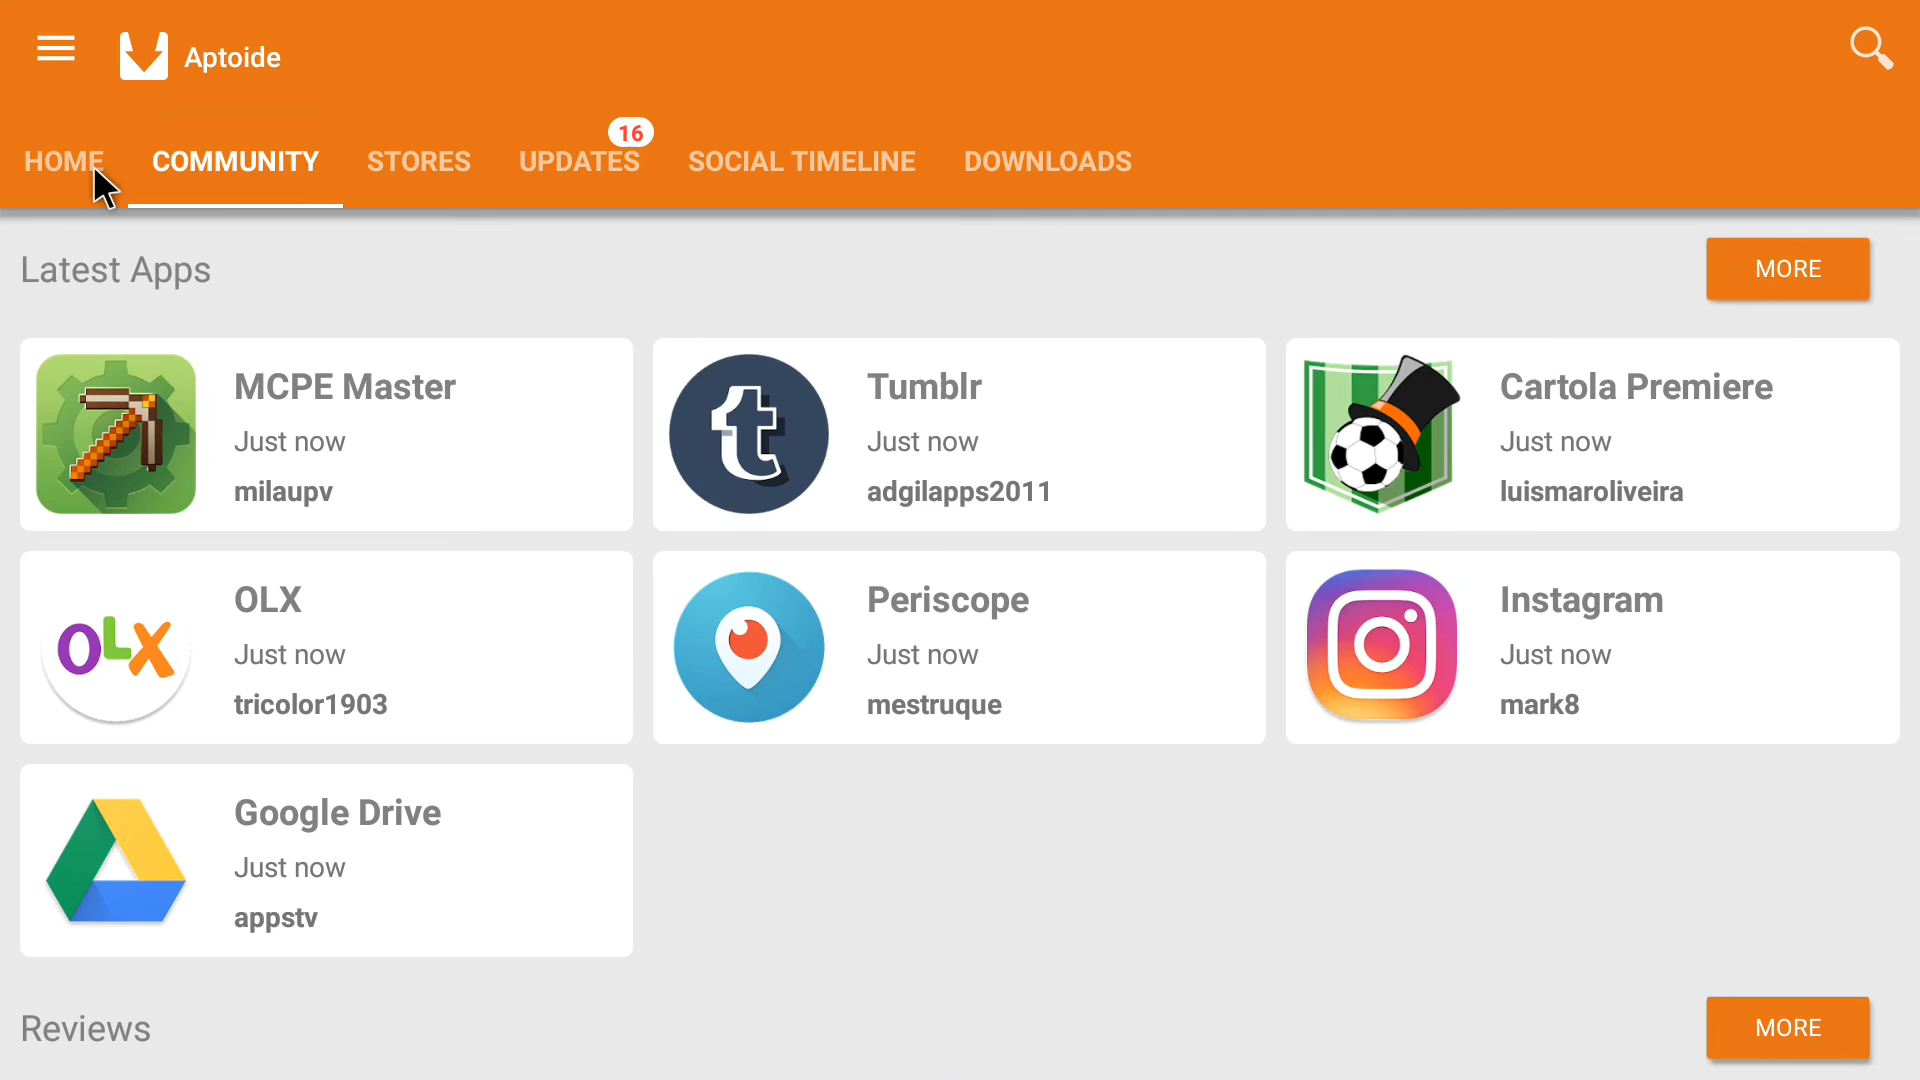 Aptoide
16
HOME COMMUNITY STORES UPDATES SOCIAL TIMELINE DOWNLOADS
Latest Apps
MORE
MCPE Master
Just now
milaupv
t
Tumblr
Just now
adgilapps2011
Cartola Premiere
Just now
luismaroliveira
OLX
OLX
Just now
tricolor1903
Periscope
Just now
mestruque
Instagram
Just now
mark8
Google Drive
Just now
appstv
Reviews
MORE